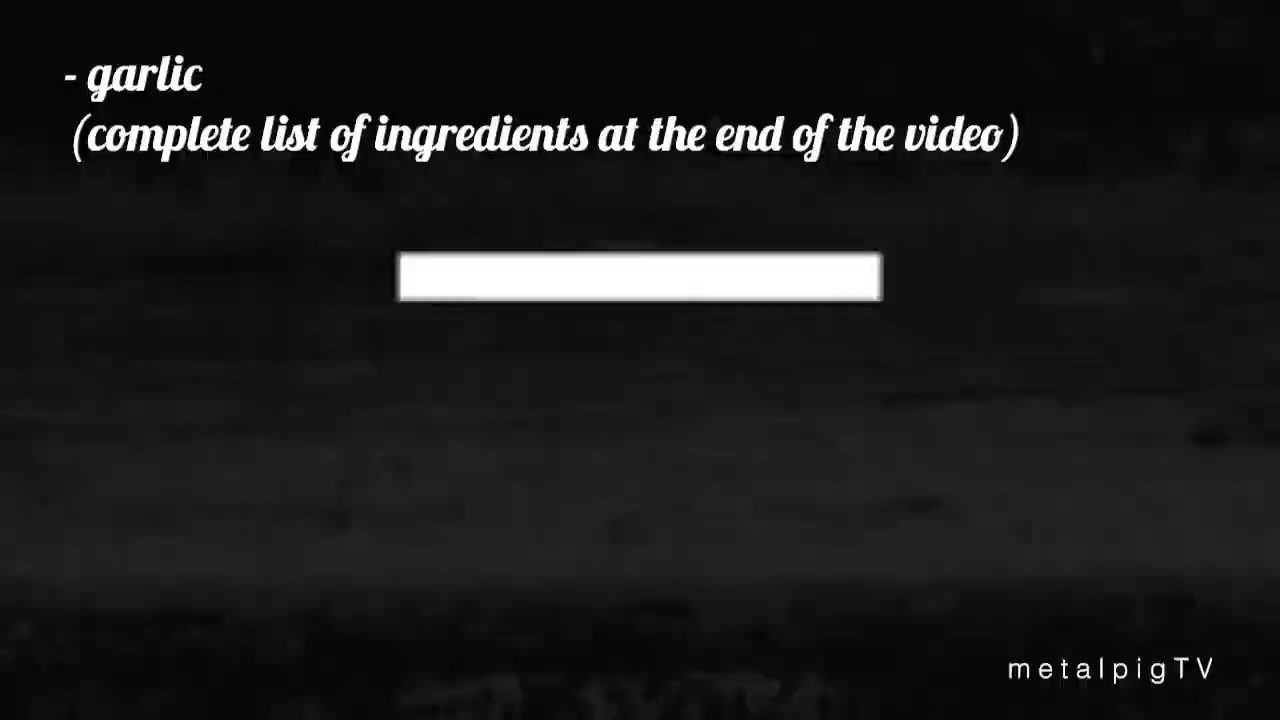 - garlic
(complete list of ingredients at the end of the video)
metalpigTV